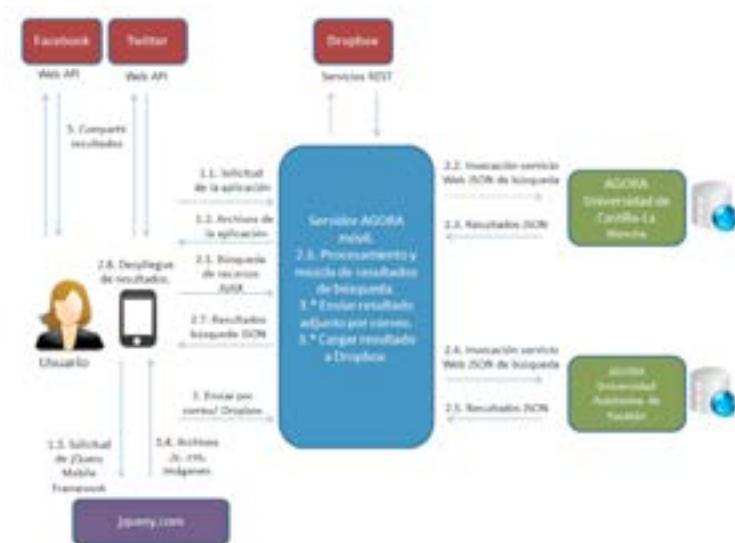 Facebook
Twitter
Dropbox
Web API
Web API
Servicios REST
3. Compartir
resultados
1.1. Solicitud
de la aplicación
1.2. Archivos de
la aplicación
2.1. Búsqueda
de recursos
AJAX
2.7. Resultados
búsqueda JSON
3. Enviar por
correo/ Dropbox
2.8. Despliegue
de resultados.
Usuario
Servidor AGORA
móvil.
2.6. Procesamiento y
mezcla de resultados
de búsqueda.
3.* Enviar resultado
adjunto por correo.
3.* Cargar resultado
a Dropbox
2.2. Invocación servicio
Web JSON de búsqueda
2.3. Resultados JSON
AGORA
Universidad de
Castilla-La
Mancha
2.4. Invocación servicio
Web JSON de búsqueda
2.5. Resultados JSON
AGORA
Universidad
Autónoma de
Yucatán
1.3. Solicitud
de jQuery
Mobile
Framework
1.4. Archivos
.js, .css,
imágenes.
Jquery.com